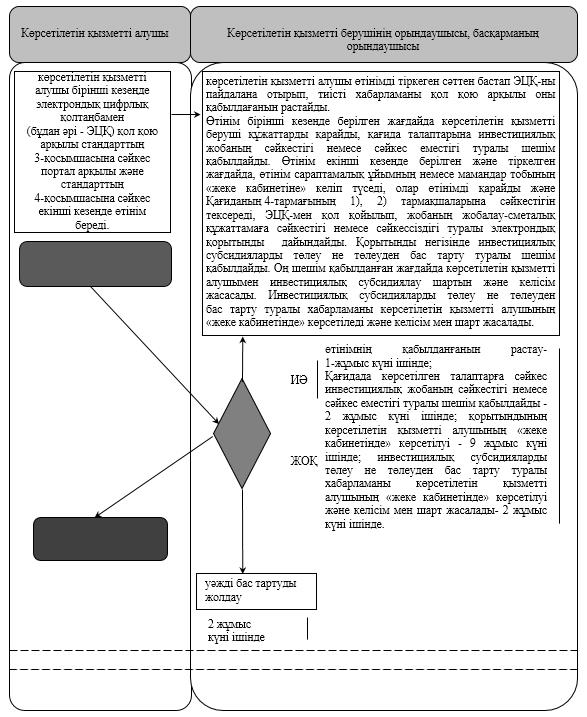 Көрсетілетін қызметті алушы
Көрсетілетін қызметті берушінің орындаушысы, басқарманың
орындаушысы
көрсетілетін қызметті
алушы бірінші кезеңде
электрондық цифрлық
қолтаңбамен
(бұдан әрі - ЭЦҚ) қол қою
арқылы стандарттың
3-қосымшасына сәйкес
портал арқылы және
стандарттың
4-қосымшасына сәйкес
екінші кезеңде өтінім
береді.
көрсетілетін қызметті алушы өтінімді тіркеген сәттен бастап ЭЦҚ-ны
пайдалана отырып, тиісті хабарламаны қол қою арқылы оны
қабылдағанын растайды.
Өтінім бірінші кезеңде берілген жағдайда көрсетілетін қызметті
беруші құжаттарды қарайды, қағида талаптарына инвестициялық
жобаның сәйкестігі немесе сәйкес еместігі туралы шешім
қабылдайды. Өтінім екінші кезеңде берілген және тіркелген
жағдайда, өтінім сараптамалық ұйымның немесе мамандар тобының
«жеке кабинетіне» келіп түседі, олар өтінімді қарайды және
Қағиданың 4-тармағының 1), 2) тармақшаларына сәйкестігін
тексереді, ЭЦҚ-мен қол қойылып, жобаның жобалау-сметалық
құжаттамаға сәйкестігі немесе сәйкессіздігі туралы электрондық
қорытынды дайындайды. Қорытынды негізінде инвестициялық
субсидияларды төлеу не төлеуден бас тарту туралы шешім
қабылдайды. Оң шешім қабылданған жағдайда көрсетілетін қызметті
алушымен инвестициялық субсидиялау шартын және келісім
жасасады. Инвестициялық субсидияларды төлеу не төлеуден
бас тарту туралы хабарламаны көрсетілетін қызметті алушының
«жеке кабинетінде» көрсетіледі және келісім мен шарт жасалады.
ИӘ
ЖОҚ
өтінімнің қабылданғанын растау-
1-жұмыс күні ішінде;
Қағидада көрсетілген талаптарға сәйкес
инвестициялық жобаның сәйкестігі немесе
сәйкес еместігі туралы шешім қабылдайды -
2 жұмыс күні ішінде; қорытындының
көрсетілетін қызметті алушының «жеке
кабинетінде» көрсетілуі - 9 жұмыс күні
ішінде; инвестициялық субсидияларды
төлеу не төлеуден бас тарту туралы
хабарламаны көрсетілетін қызметті
алушының «жеке кабинетінде» көрсетілуі
және келісім мен шарт жасалады- 2 жұмыс
күні ішінде.
уәжді бас тартуды
жолдау
2 жұмыс
күні ішінде